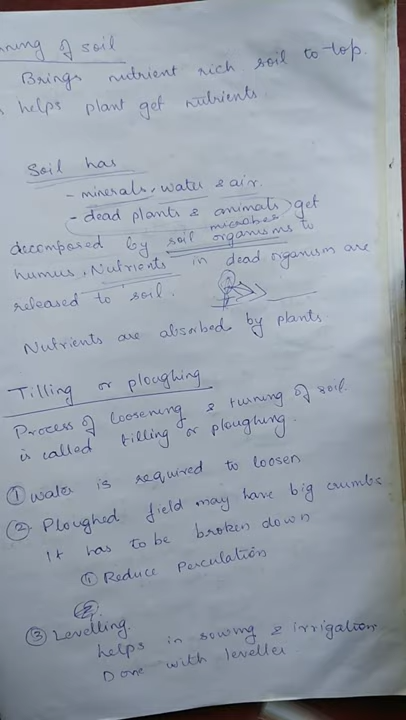 ning of soil
Brings nutrient rich soil to top.
helps plant get nutrients
Soil has
- minerals, water & air.
- dead plants & animals get
microbes
decomposed by soil organisms to
humus, Nutrients in dead organism are
released to soil.
Nutrients are absorbed by plants.
Tilling or ploughing
Process of loosening & turning of soil
is called tilling or ploughing.
① Water is required to loosen
② Ploughed field may have big crumbs
It has to be broken down
① Reduce Perculation
②
③ Levelling.
helps in sowing & irrigation
Done with leveller